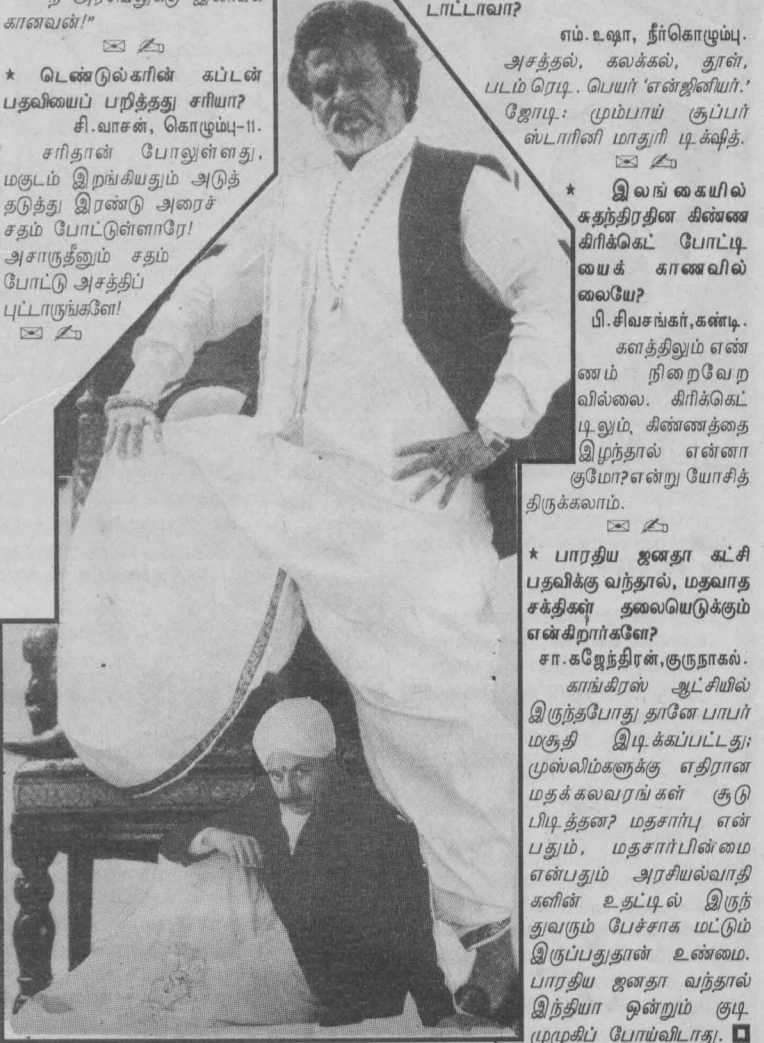 கானவன்!"
★ டெண்டுல்கரின் கப்டன்
பதவியைப் பறித்தது சரியா?
சி.வாசன், கொழும்பு-11.
சரிதான் போலுள்ளது,
மகுடம் இறங்கியதும் அடுத்
தடுத்து இரண்டு அரைச்
சதம் போட்டுள்ளாரே!
அசாருதீனும் சதம்
போட்டு அசத்திப்
புட்டாருங்களே!
டாட்டாவா?
எம்.உஷா, நீர்கொழும்பு.
அசத்தல், கலக்கல், தூள்,
படம் ரெடி. பெயர் 'என்ஜினியர்.'
ஜோடி: மும்பாய் சூப்பர்
ஸ்டாரினி மாதுரி டிக்ஷித்.
★ இலங்கையில்
சுதந்திரதின கிண்ண
கிரிக்கெட் போட்டி
யைக் காணவில்
லையே?
பி.சிவசங்கர்,கண்டி.
களத்திலும் எண்
ணம் நிறைவேற
வில்லை. கிரிக்கெட்
டிலும், கிண்ணத்தை
இழந்தால் என்னா
குமோ?என்று யோசித்
திருக்கலாம்.
★ பாரதிய ஜனதா கட்சி
பதவிக்கு வந்தால், மதவாத
சக்திகள் தலையெடுக்கும்
என்கிறார்களே?
சா.கஜேந்திரன்,குருநாகல்.
காங்கிரஸ் ஆட்சியில்
இருந்தபோது தானே பாபர்
மசூதி இடிக்கப்பட்டது;
முஸ்லிம்களுக்கு எதிரான
மதக்கலவரங்கள் சூடு
பிடித்தன? மதசார்பு என்
பதும், மதசார்பின்மை
என்பதும் அரசியல்வாதி
களின் உதட்டில் இருந்
துவரும் பேச்சாக மட்டும்
இருப்பதுதான் உண்மை.
பாரதிய ஜனதா வந்தால்
இந்தியா ஒன்றும் குடி
முழுகிப் போய்விடாது.